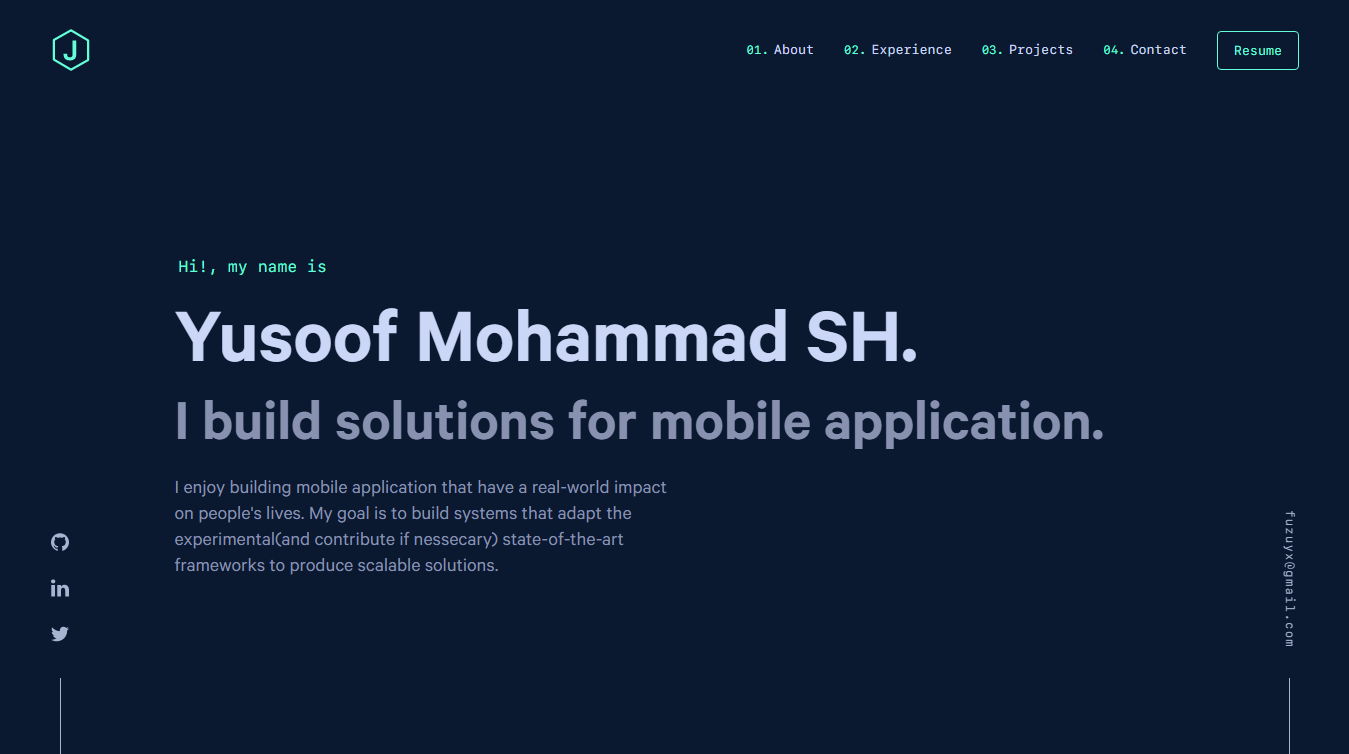 J
01. About
02. Experience
03. Projects
04. Contact
Resume
Hi!, my name is
Yusoof Mohammad SH.
I build solutions for mobile application.
I enjoy building mobile application that have a real-world impact
on people's lives. My goal is to build systems that adapt the
experimental(and contribute if nessecary) state-of-the-art
frameworks to produce scalable solutions.
in
fuzuyx@gmail.com